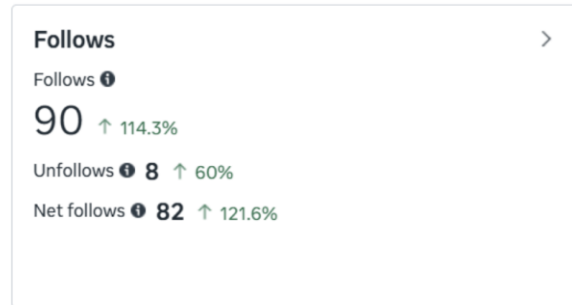 Follows
Follows
90 ↑ 114.3%
Unfollows 8 ↑ 60%
Net follows 82 ↑ 121.6%